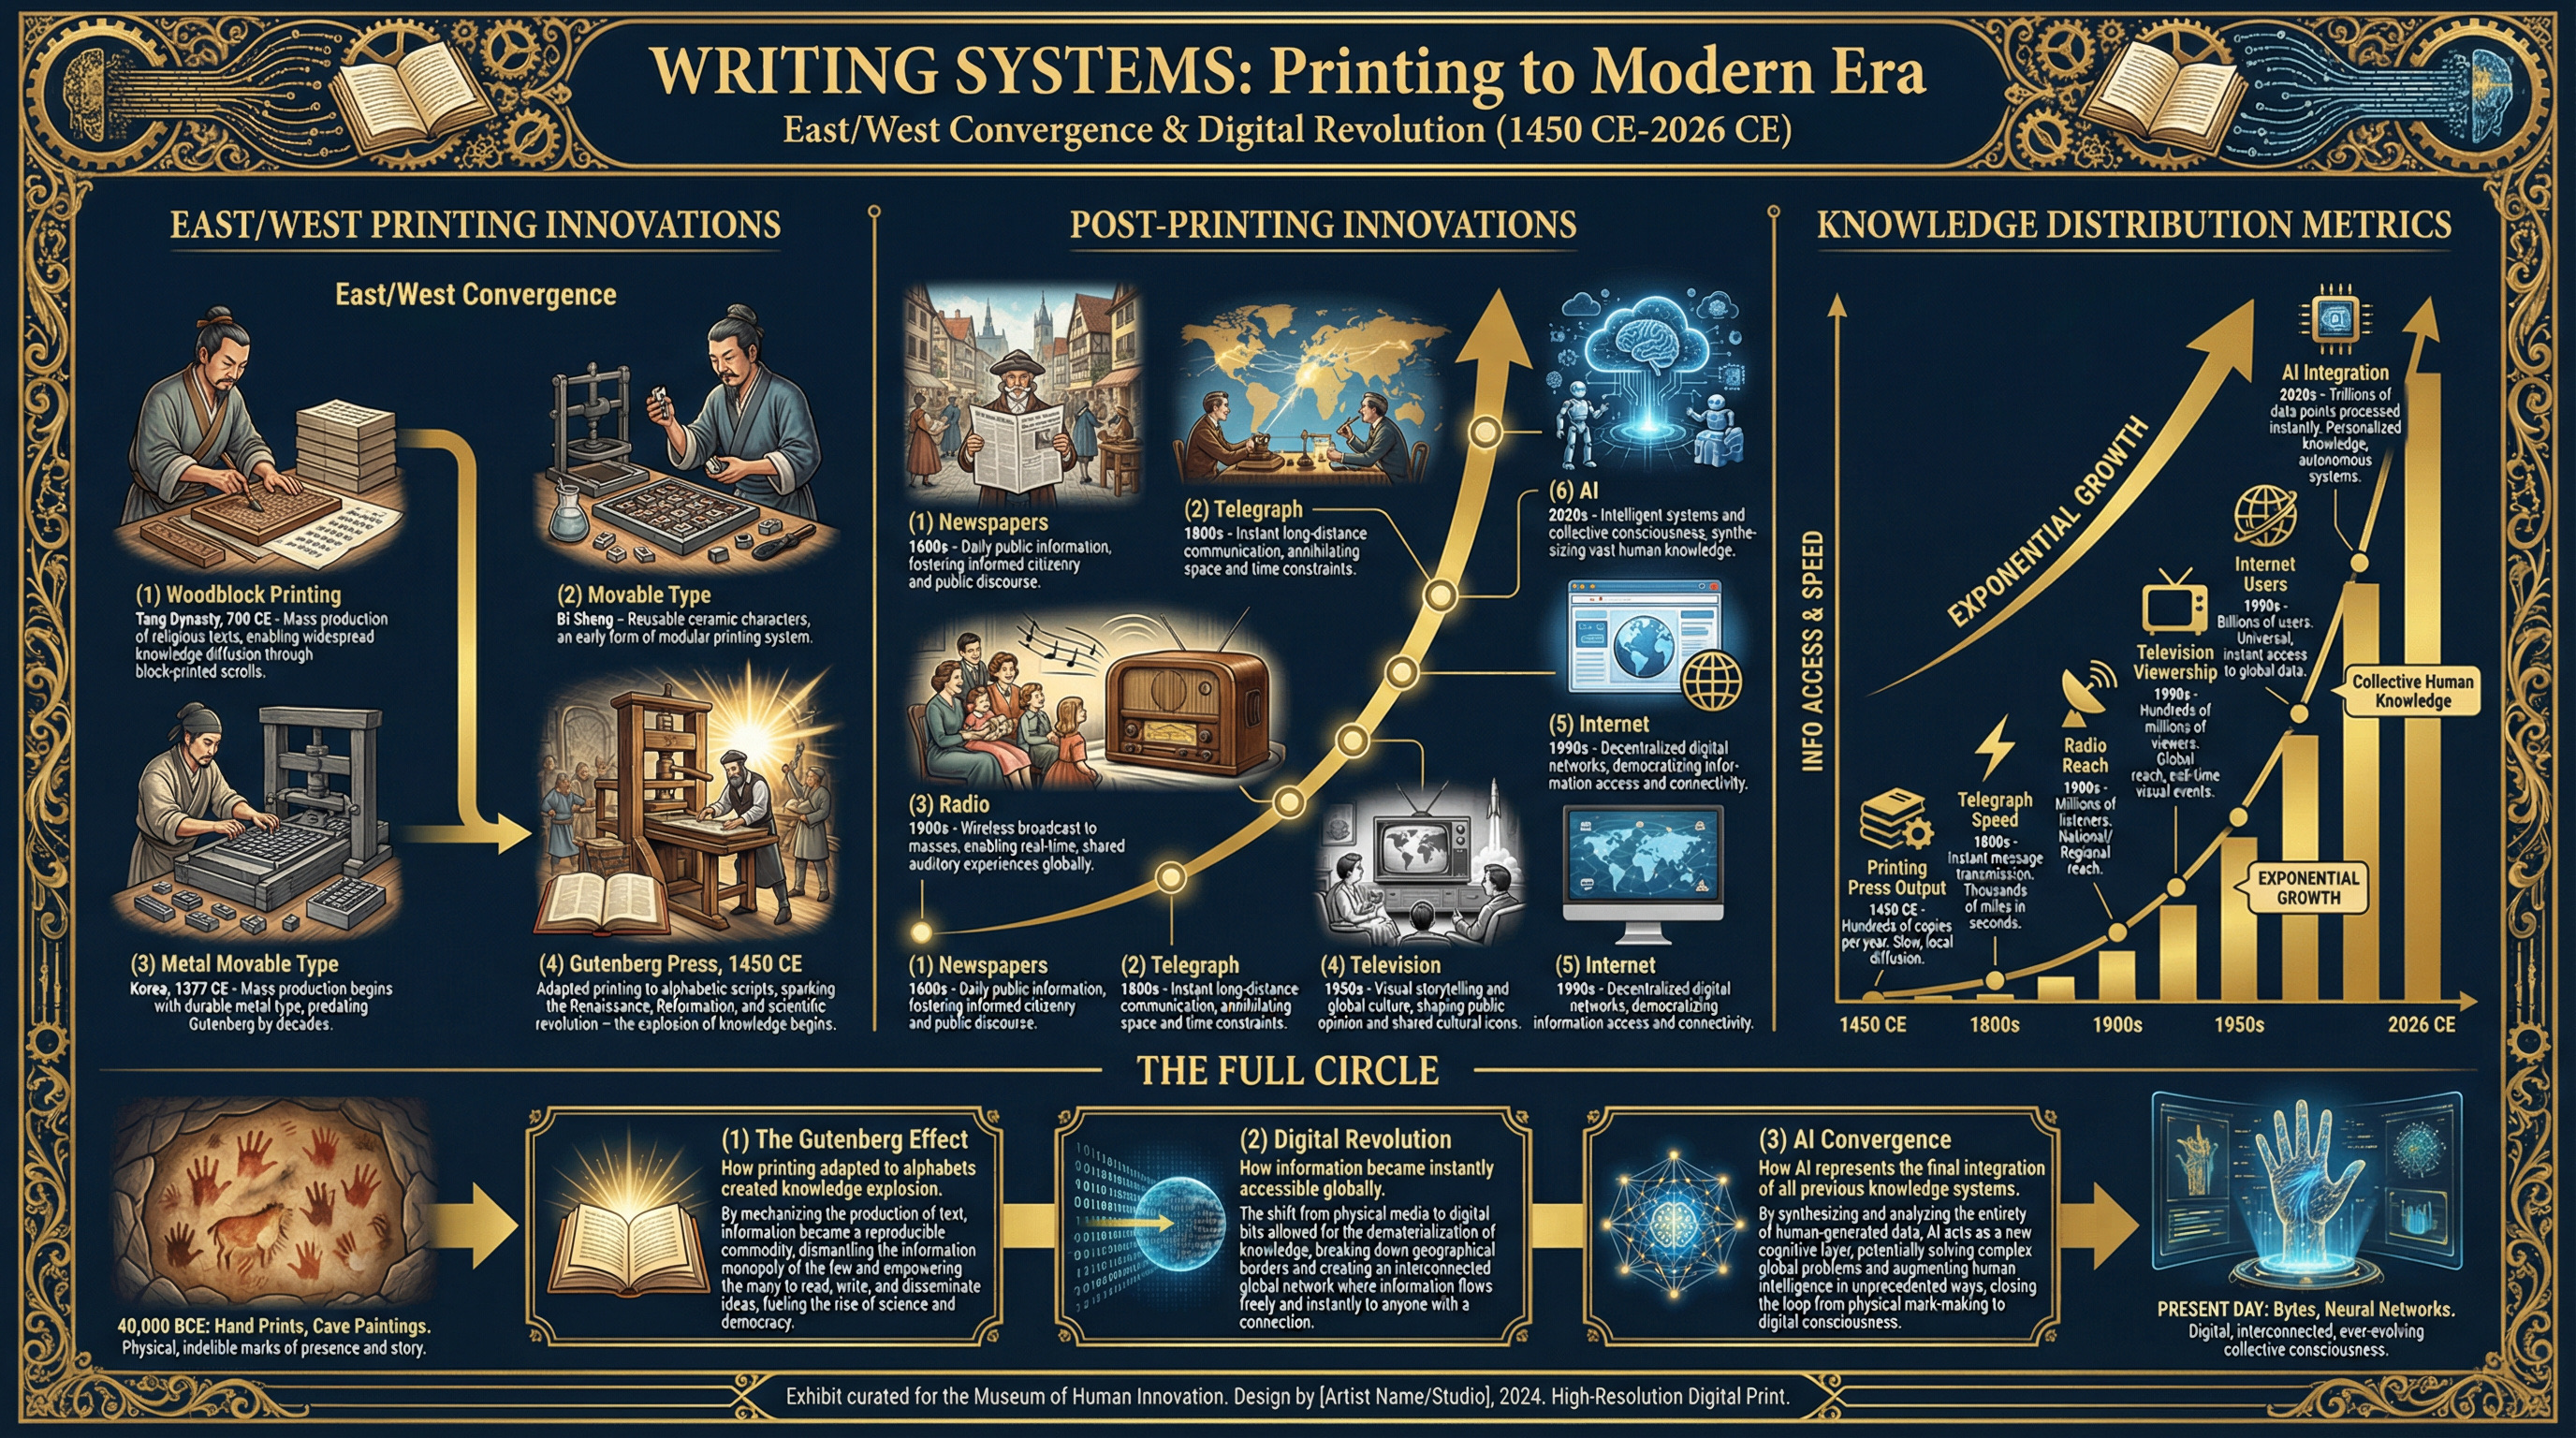 WRITING SYSTEMS: Printing to Modern Era
East/West Convergence & Digital Revolution (1450 CE-2026 CE)
EAST/WEST PRINTING INNOVATIONS
East/West Convergence
(1) Woodblock Printing
Tang Dynasty, 700 CE - Mass production
of religious texts, enabling widespread
knowledge diffusion through
block-printed scrolls.
(2) Movable Type
Bi Sheng – Reusable ceramic characters,
an early form of modular printing system.
(3) Metal Movable Type
Korea, 1377 CE - Mass production begins
with durable metal type, predating
Gutenberg by decades.
(4) Gutenberg Press, 1450 CE
Adapted printing to alphabetic scripts, sparking
the Renaissance, Reformation, and scientific
revolution – the explosion of knowledge begins.
POST-PRINTING INNOVATIONS
(1) Newspapers
1600s - Daily public information,
fostering informed citizenry
and public discourse.
(2) Telegraph
1800s - Instant long-distance
communication, annihilating
space and time constraints.
(6) AI
2020s - Intelligent systems and
collective consciousness, synthe-
sizing vast human knowledge.
(3) Radio
1900s - Wireless broadcast to
masses, enabling real-time, shared
auditory experiences globally.
(5) Internet
1990s - Decentralized digital
networks, democratizing infor-
mation access and connectivity.
(1) Newspapers
1600s - Daily public information,
fostering informed citizenry
and public discourse.
(2) Telegraph
1800s - Instant long-distance
communication, annihilating
space and time constraints.
(4) Television
1950s - Visual storytelling and
global culture, shaping public
opinion and shared cultural icons.
(5) Internet
1990s - Decentralized digital
networks, democratizing
information access and connectivity.
KNOWLEDGE DISTRIBUTION METRICS
INFO ACCESS & SPEED
EXPONENTIAL GROWTH
Printing
Press Output
1450 CE -
Hundreds of copies
per year. Slow, local
diffusion.
Telegraph
Speed
1800s -
Instant message
transmission.
Thousands
of miles in
seconds.
Radio
Reach
1900s -
Millions of
listeners.
National/
Regional
reach.
Television
Viewership
1990s -
Hundreds of
millions of
viewers.
Global
reach,
visual events.
Internet
Users
1990s -
Billions of users.
Universal,
instant access
to global data.
AI Integration
2020s - Trillions of
data points processed
instantly. Personalized
knowledge,
autonomous
systems.
Collective Human
Knowledge
EXPONENTIAL
GROWTH
1450 CE
1800s
1900s
1950s
2026 CE
THE FULL CIRCLE
40,000 BCE: Hand Prints, Cave Paintings.
Physical, indelible marks of presence and story.
(1) The Gutenberg Effect
How printing adapted to alphabets
created knowledge explosion.
By mechanizing the production of text,
information became a reproducible
commodity, dismantling the information
monopoly of the few and empowering
the many to read, write, and disseminate
ideas, fueling the rise of science and
democracy.
(2) Digital Revolution
How information became instantly
accessible globally.
The shift from physical media to digital
bits allowed for the dematerialization of
knowledge, breaking down geographical
borders and creating an interconnected
global network where information flows
freely and instantly to anyone with a
connection.
(3) AI Convergence
How AI represents the final integration
of all previous knowledge systems.
By synthesizing and analyzing the entirety
of human-generated data, AI acts as a new
cognitive layer, potentially solving complex
global problems and augmenting human
intelligence in unprecedented ways, closing
the loop from physical mark-making to
digital consciousness.
PRESENT DAY: Bytes, Neural Networks.
Digital, interconnected, ever-evolving
collective consciousness.
Exhibit curated for the Museum of Human Innovation. Design by [Artist Name/Studio], 2024. High-Resolution Digital Print.